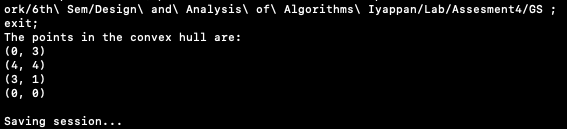 ork/6th\ Sem/Design\ and\ Analysis\ of\ Algorithms\ Iyappan/Lab/Assesment4/GS ;
exit;
The points in the convex hull are:
(0, 3)
(4, 4)
(3, 1)
(0, 0)
Saving session...